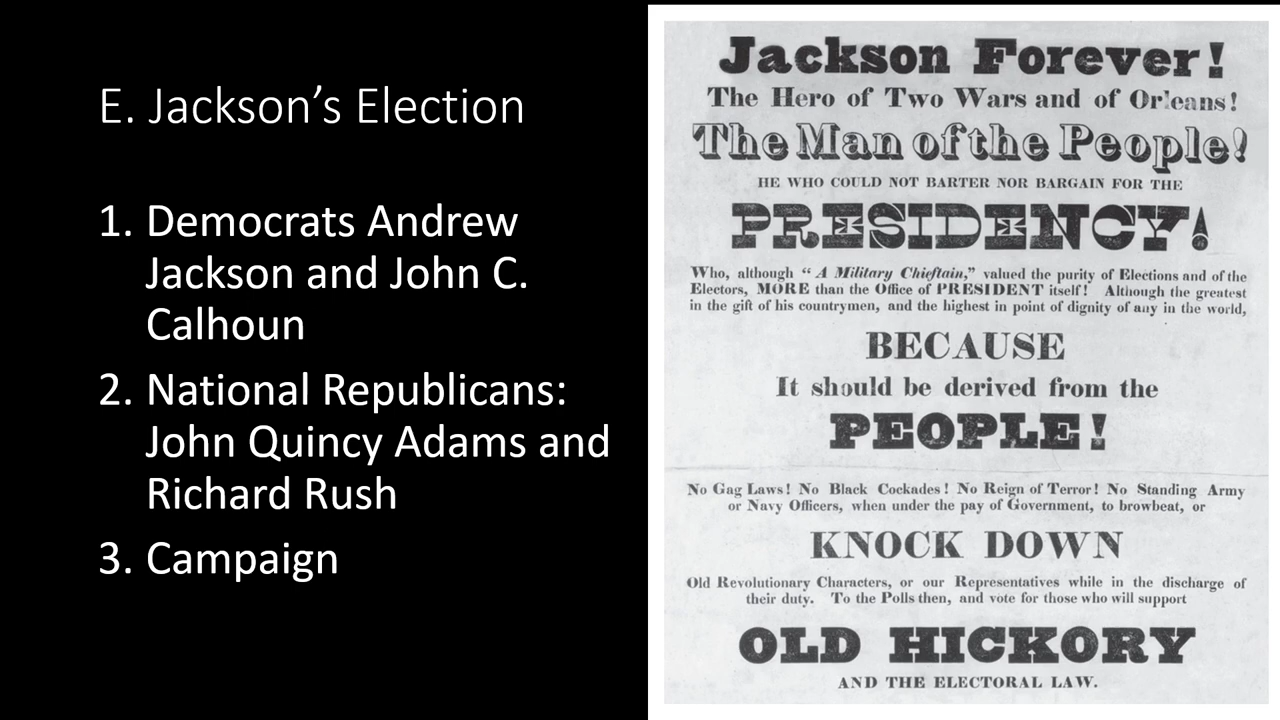 E. Jackson’s Election
1. Democrats Andrew
Jackson and John C.
Calhoun
2. National Republicans:
John Quincy Adams and
Richard Rush
3. Campaign
Jackson Forever!
The Hero of Two Wars and of Orleans!
The Man of the People!
HE WHO COULD NOT BARTER NOR BARGAIN FOR THE
PRESIDENCY!
Who, although “A Military Chieftain,” valued the purity of Elections and of the
Electors, MORE than the Office of PRESIDENT itself! Although the greatest
in the gift of his countrymen, and the highest in point of dignity of any in the world,
BECAUSE
It should be derived from the
PEOPLE!
No Gag Laws! No Black Cockades! No Reign of Terror! No Standing Army
or Navy Officers, when under the pay of Government, to browbeat, or
KNOCK DOWN
Old Revolutionary Characters, or our Representatives while in the discharge of
their duty. To the Polls then, and vote for those who will support
OLD HICKORY
AND THE ELECTORAL LAW.